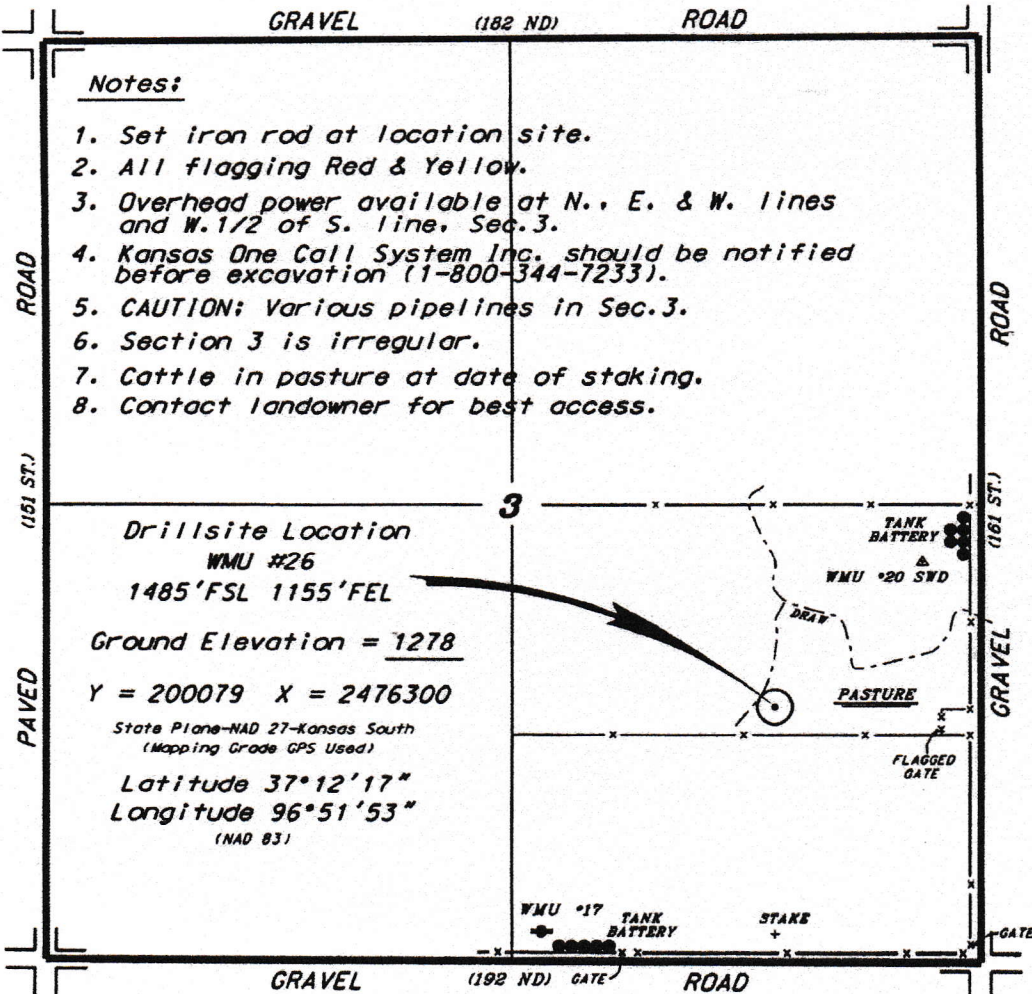 GRAVEL (182 ND) ROAD
Notes:
1. Set iron rod at location site.
2. All flagging Red & Yellow.
3. Overhead power available at N., E. & W. lines
and W.1/2 of S. line, Sec.3.
4. Kansas One Call System Inc. should be notified
before excavation (1-800-344-7233).
5. CAUTION: Various pipelines in Sec.3.
6. Section 3 is irregular.
7. Cattle in pasture at date of staking.
8. Contact landowner for best access.
ROAD
(151 ST.)
PAVED
ROAD
(161 ST.)
GRAVEL
3
Drillsite Location
WMU #26
1485'FSL 1155'FEL
Ground Elevation = 1278
Y = 200079 X = 2476300
State Plane-NAD 27-Kansas South
(Mapping Grade GPS Used)
Latitude 37°12'17"
Longitude 96°51'53"
(NAD 83)
TANK
BATTERY
WMU #20 SWD
DRAW
PASTURE
FLAGGED
GATE
WMU #17
TANK
BATTERY
STAKE
GATE
GRAVEL (192 ND) GATE ROAD